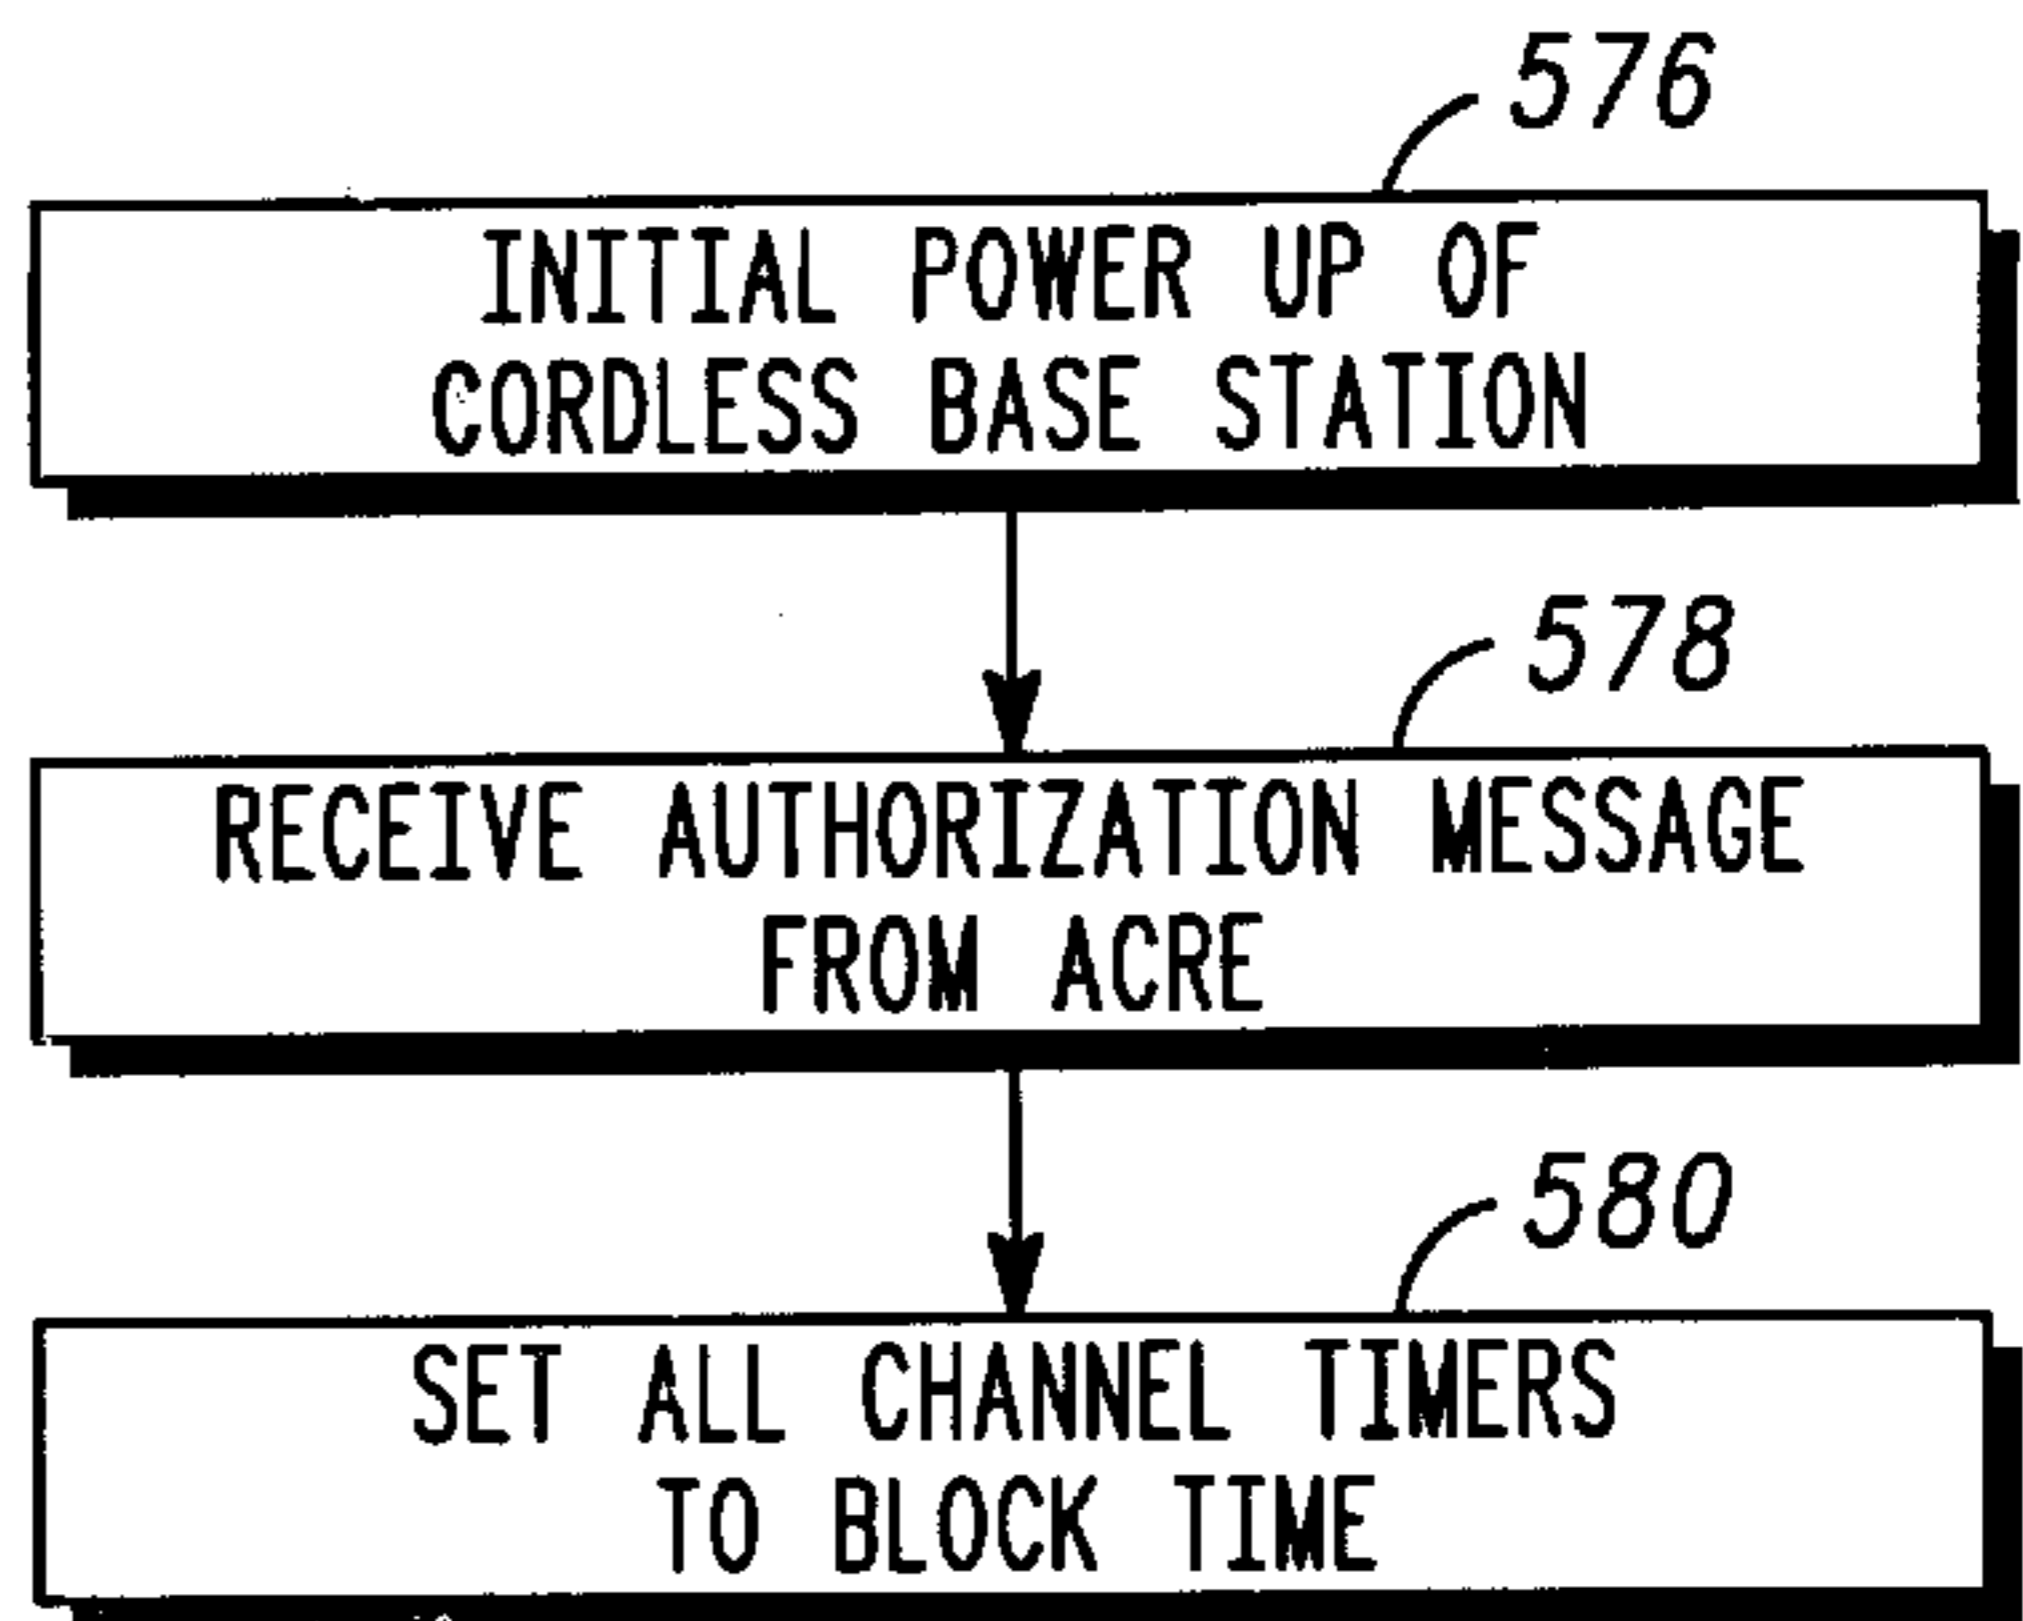 576
INITIAL POWER UP OF
CORDLESS BASE STATION
578
RECEIVE AUTHORIZATION MESSAGE
FROM ACRE
580
SET ALL CHANNEL TIMERS
TO BLOCK TIME